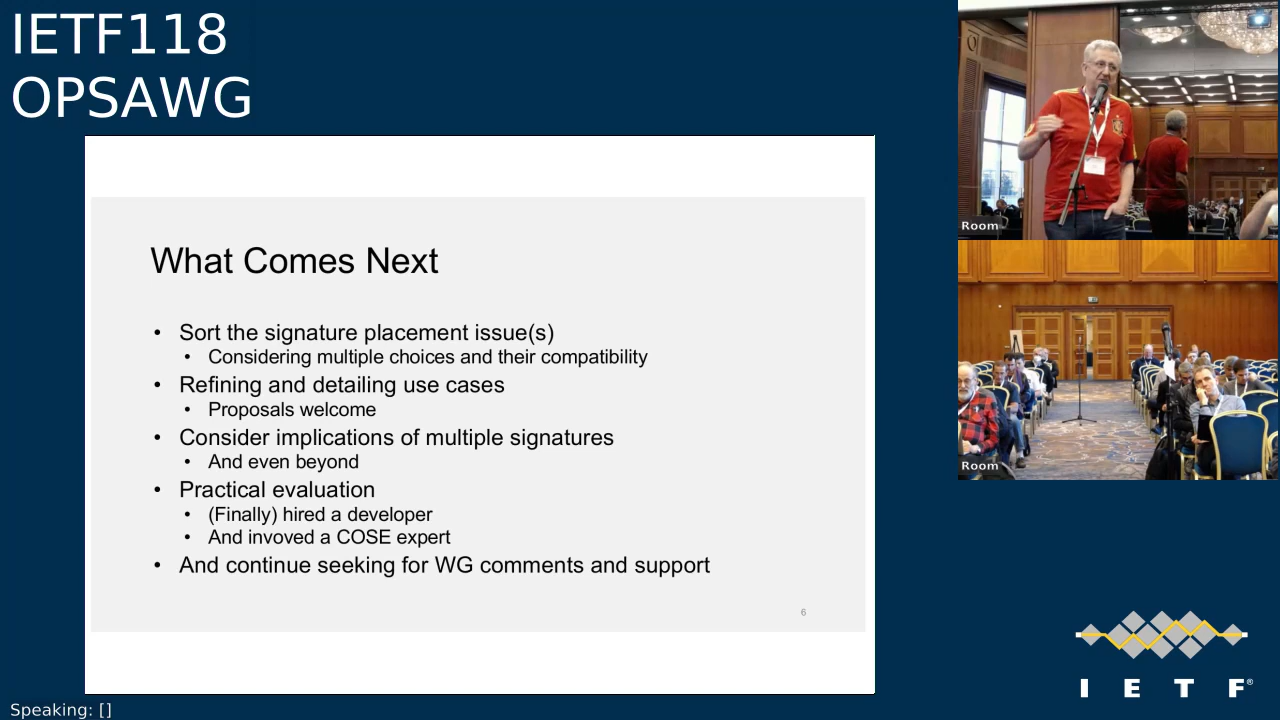 IETF118
OPSAWG
What Comes Next
• Sort the signature placement issue(s)
• Considering multiple choices and their compatibility
• Refining and detailing use cases
• Proposals welcome
• Consider implications of multiple signatures
• And even beyond
• Practical evaluation
• (Finally) hired a developer
• And invoved a COSE expert
• And continue seeking for WG comments and support
6
Room
Room
I E T F®
Speaking: []